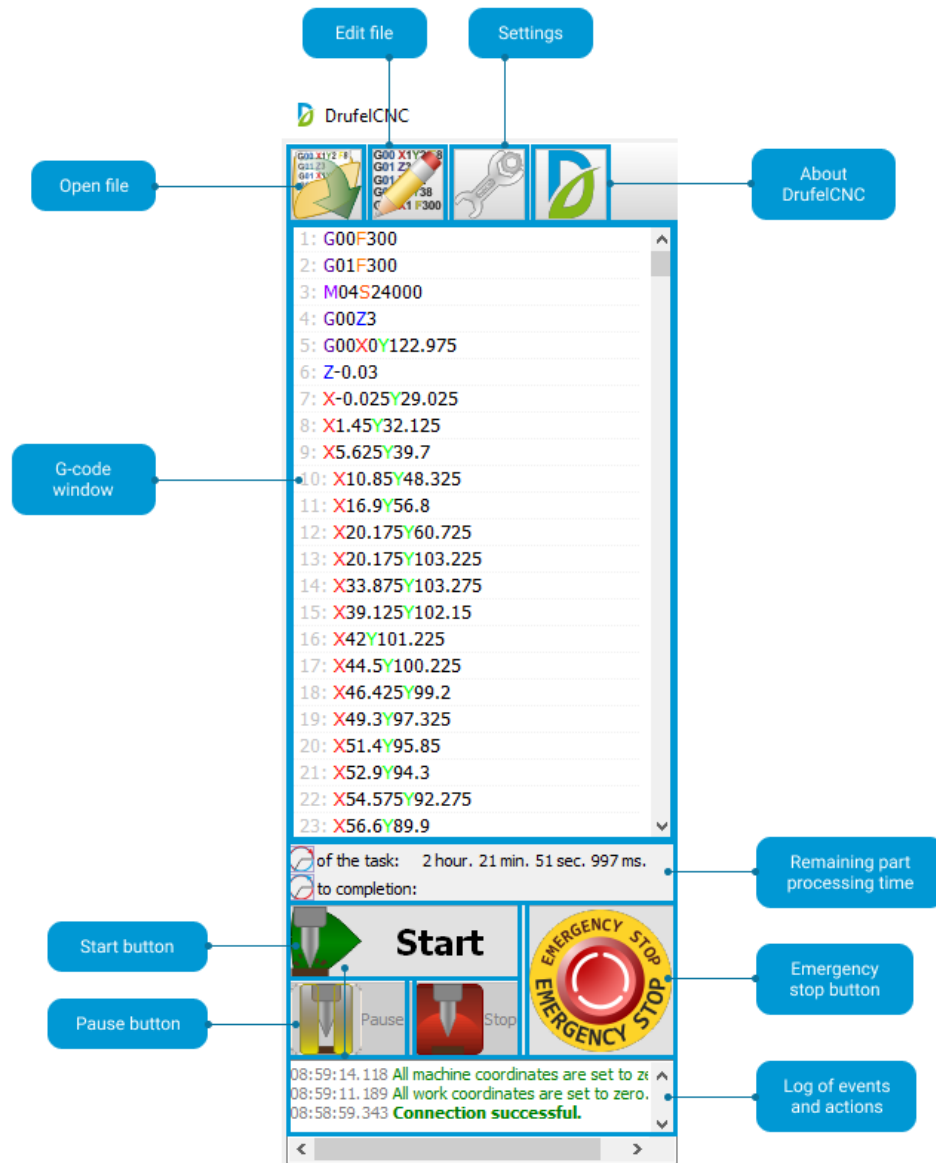 Edit file
Settings
DrufelCNC
Open file
About
DrufelCNC
1: G00F300
2: G01F300
3: M04S24000
4: G00Z3
5: G00X0Y122.975
6: Z-0.03
7: X-0.025Y29.025
8: X1.45Y32.125
9: X5.625Y39.7
G-code
window
10: X10.85Y48.325
11: X16.9Y56.8
12: X20.175Y60.725
13: X20.175Y103.225
14: X33.875Y103.275
15: X39.125Y102.15
16: X42Y101.225
17: X44.5Y100.225
18: X46.425Y99.2
19: X49.3Y97.325
20: X51.4Y95.85
21: X52.9Y94.3
22: X54.575Y92.275
23: X56.6Y89.9
of the task: 2 hour. 21 min. 51 sec. 997 ms.
to completion:
Remaining part
processing time
Start button
Start
EMERGENCY STOP
EMERGENCY STOP
Emergency
stop button
Pause button
Pause
Stop
08:59:14.118 All machine coordinates are set to ze
08:59:11.189 All work coordinates are set to zero.
08:58:59.343 Connection successful.
Log of events
and actions